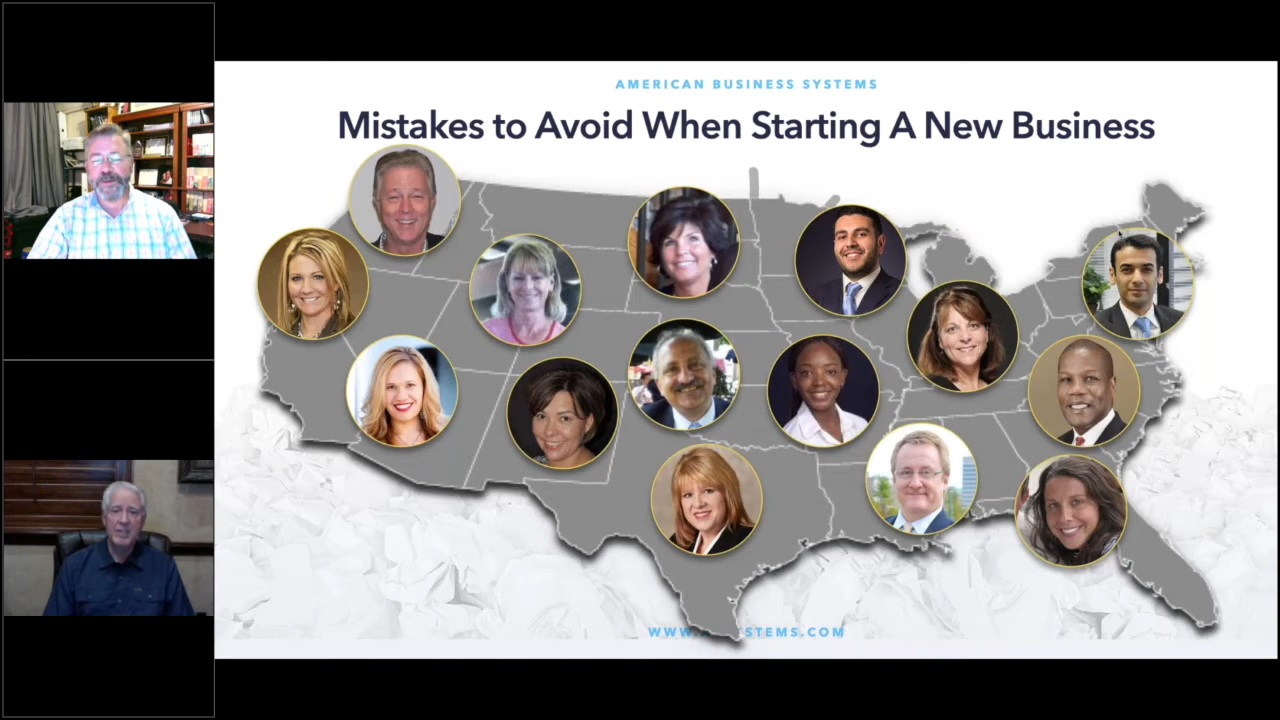 AMERICAN BUSINESS SYSTEMS
Mistakes to Avoid When Starting A New Business